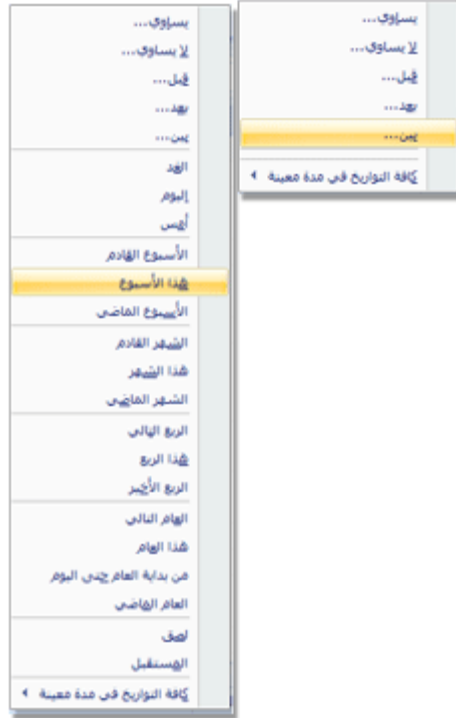 يساوي...
لا يساوي...
قبل...
بعد...
بين...
كافة التواريخ في مدة معينة
يساوي...
لا يساوي...
قبل...
بعد...
بين...
الغد
اليوم
أمس
الأسبوع القادم
هذا الأسبوع
الأسبوع الماضي
الشهر القادم
هذا الشهر
الشهر الماضي
الربع التالي
هذا الربع
الربع الأخير
العام التالي
هذا العام
من بداية العام حتى اليوم
العام الماضي
لصق
المستقبل
كافة التواريخ في مدة معينة